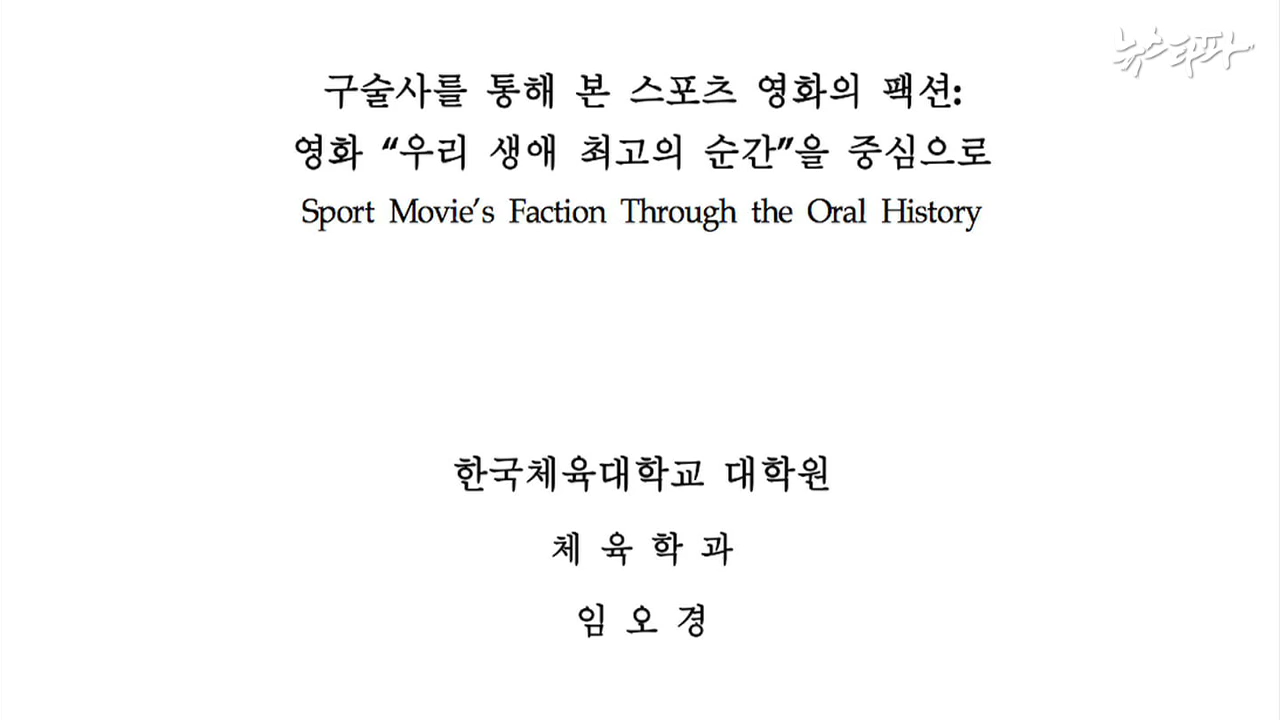 뉴스타파
구술사를 통해 본 스포츠 영화의 팩션:
영화 “우리 생애 최고의 순간”을 중심으로
Sport Movie’s Faction Through the Oral History
한국체육대학교 대학원
체 육 학 과
임 오 경